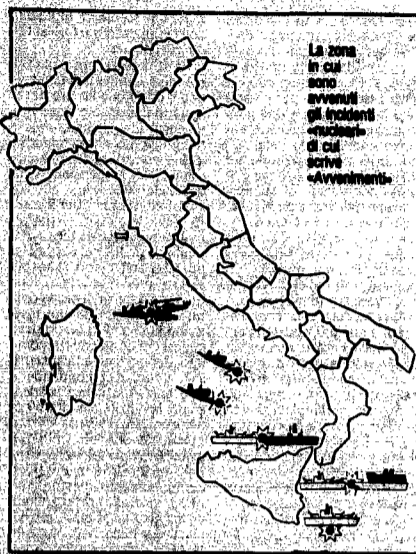 La zona
in cui
sono
avvenuti
gli incidenti
«nucleari»
di cui
scrive
«Avvenimenti»